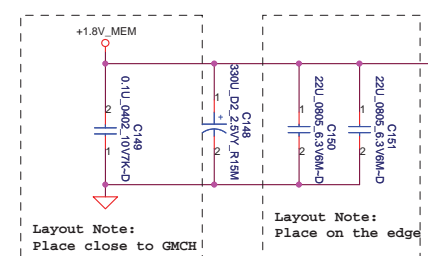 +1.8V_MEM
2
1
0.1U_0402_10V7K~D
C149
1
+
2
330U_D2_2.5VY_R15M
C148
1
2
22U_0805_6.3V6M~D
C150
1
2
22U_0805_6.3V6M~D
C151
Layout Note:
Place close to GMCH
Layout Note:
Place on the edge